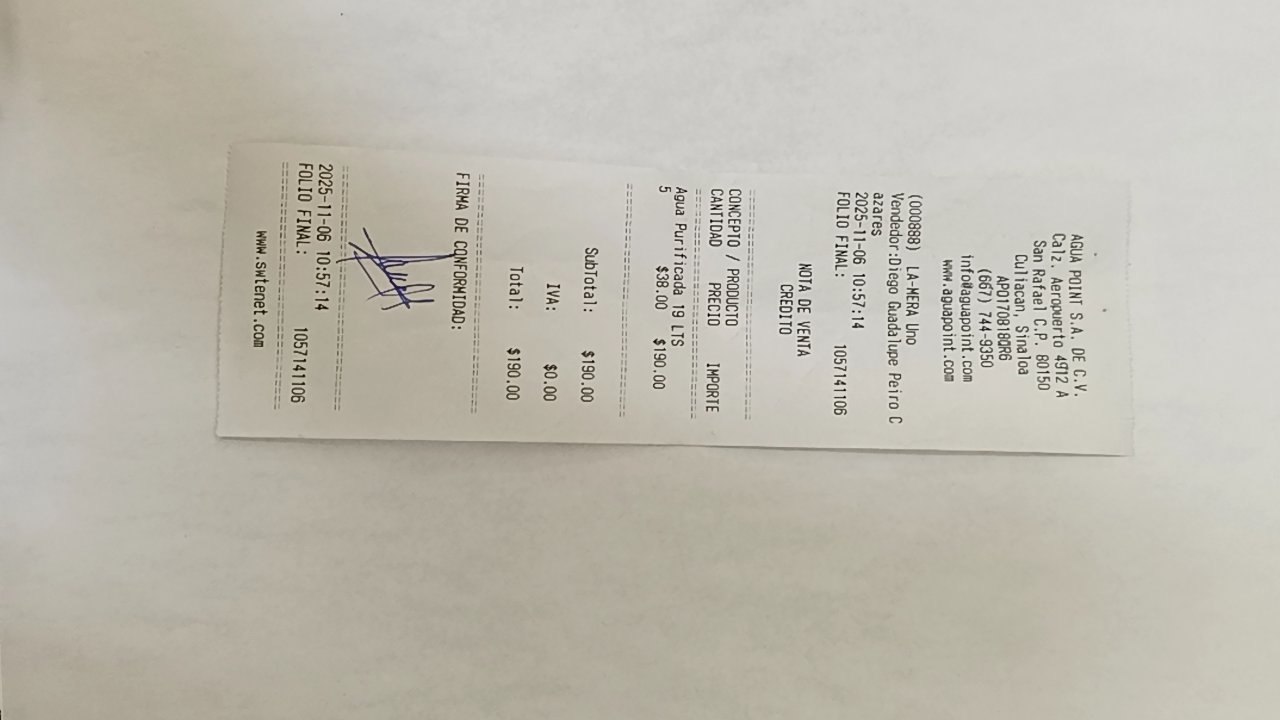 AGUA POINT S.A. DE C.V.
Calz. Aeropuerto 4912 A
San Rafael C.P. 80150
Culiacan, Sinaloa
APO170818QR6
(667) 744-9350
info@aguapoint.com
www.aguapoint.com
(000888) LA-MERA Uno
Vendedor:Diego Guadalupe Peiro C
azares
2025-11-06 10:57:14
FOLIO FINAL: 1057141106
NOTA DE VENTA
CREDITO
CONCEPTO / PRODUCTO
CANTIDAD PRECIO IMPORTE
Agua Purificada 19 LTS
5 $38.00 $190.00
SubTotal: $190.00
IVA: $0.00
Total: $190.00
FIRMA DE CONFORMIDAD:
2025-11-06 10:57:14
FOLIO FINAL: 1057141106
www.swtenet.com